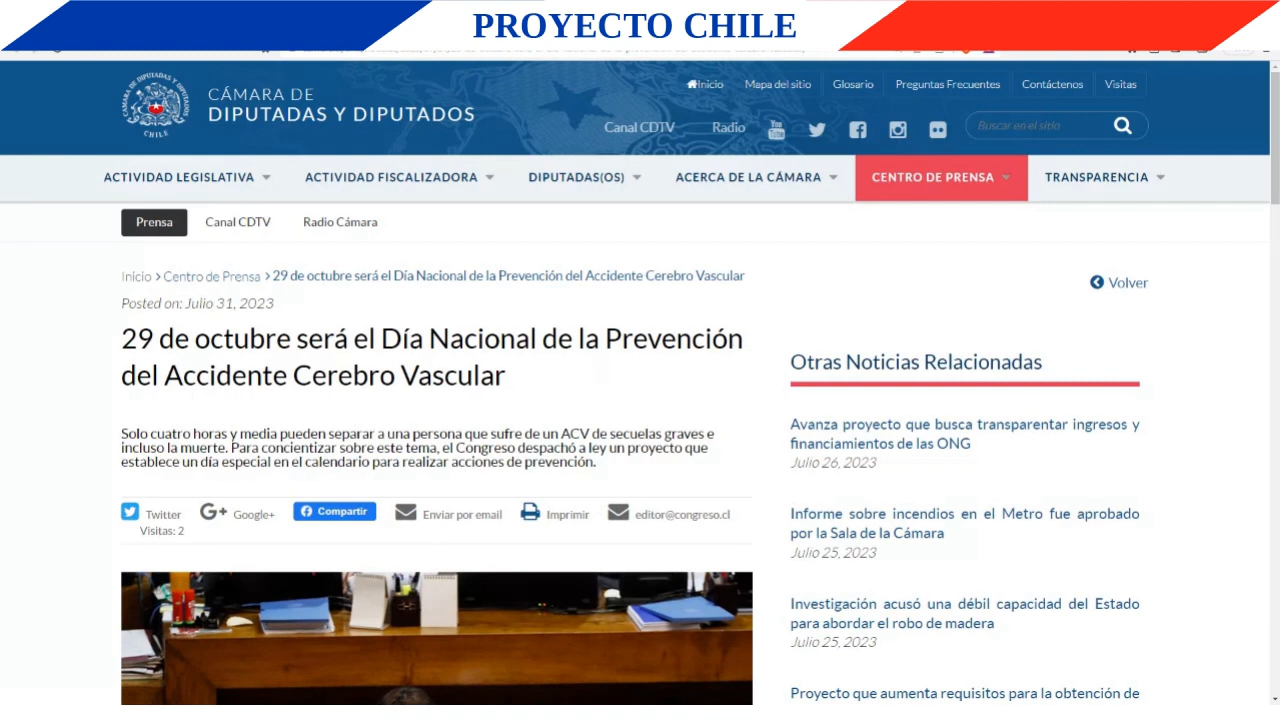 PROYECTO CHILE
CÁMARA DE DIPUTADAS Y DIPUTADOS
CHILE
CÁMARA DE
DIPUTADAS Y DIPUTADOS
Inicio
Mapa del sitio
Glosario
Preguntas Frecuentes
Contáctenos
Visitas
Canal CDTV
Radio
You Tube
Buscar en el sitio
ACTIVIDAD LEGISLATIVA
ACTIVIDAD FISCALIZADORA
DIPUTADAS(OS)
ACERCA DE LA CÁMARA
CENTRO DE PRENSA
TRANSPARENCIA
Prensa
Canal CDTV
Radio Cámara
Inicio > Centro de Prensa > 29 de octubre será el Día Nacional de la Prevención del Accidente Cerebro Vascular
Volver
Posted on: Julio 31, 2023
29 de octubre será el Día Nacional de la Prevención
del Accidente Cerebro Vascular
Solo cuatro horas y media pueden separar a una persona que sufre de un ACV de secuelas graves e
incluso la muerte. Para concientizar sobre este tema, el Congreso despachó a ley un proyecto que
establece un día especial en el calendario para realizar acciones de prevención.
Twitter
Google+
Compartir
Enviar por email
Imprimir
editor@congreso.cl
Visitas: 2
Otras Noticias Relacionadas
Avanza proyecto que busca transparentar ingresos y
financiamientos de las ONG
Julio 26, 2023
Informe sobre incendios en el Metro fue aprobado
por la Sala de la Cámara
Julio 25, 2023
Investigación acusó una débil capacidad del Estado
para abordar el robo de madera
Julio 25, 2023
Proyecto que aumenta requisitos para la obtención de